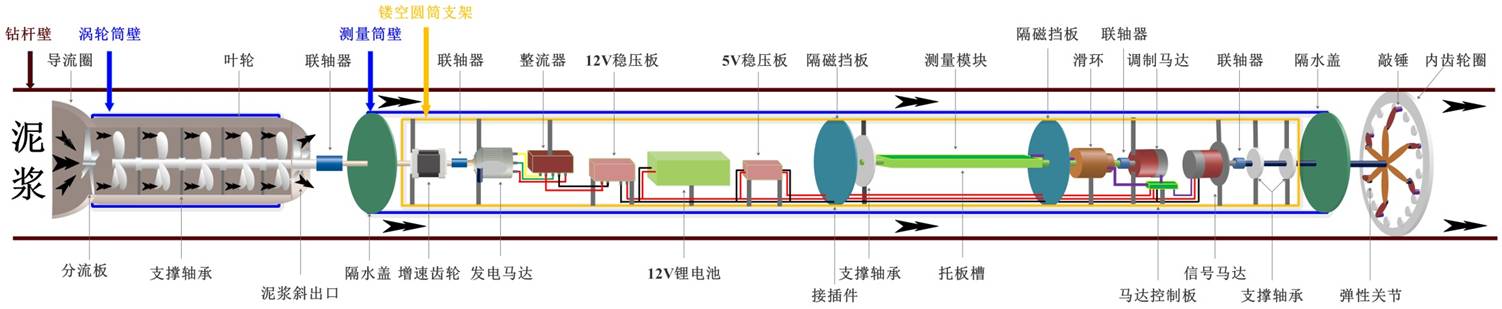 镂空圆筒支架
钻杆壁
涡轮筒壁
测量筒壁
隔磁挡板
联轴器
导流圈
叶轮
联轴器
联轴器
整流器
12V稳压板
5V稳压板
隔磁挡板
测量模块
滑环
调制马达
联轴器
隔水盖
敲锤
内齿轮圈
泥浆
分流板
支撑轴承
泥浆斜出口
隔水盖
增速齿轮
发电马达
12V锂电池
接插件
支撑轴承
托板槽
马达控制板
信号马达
支撑轴承
弹性关节